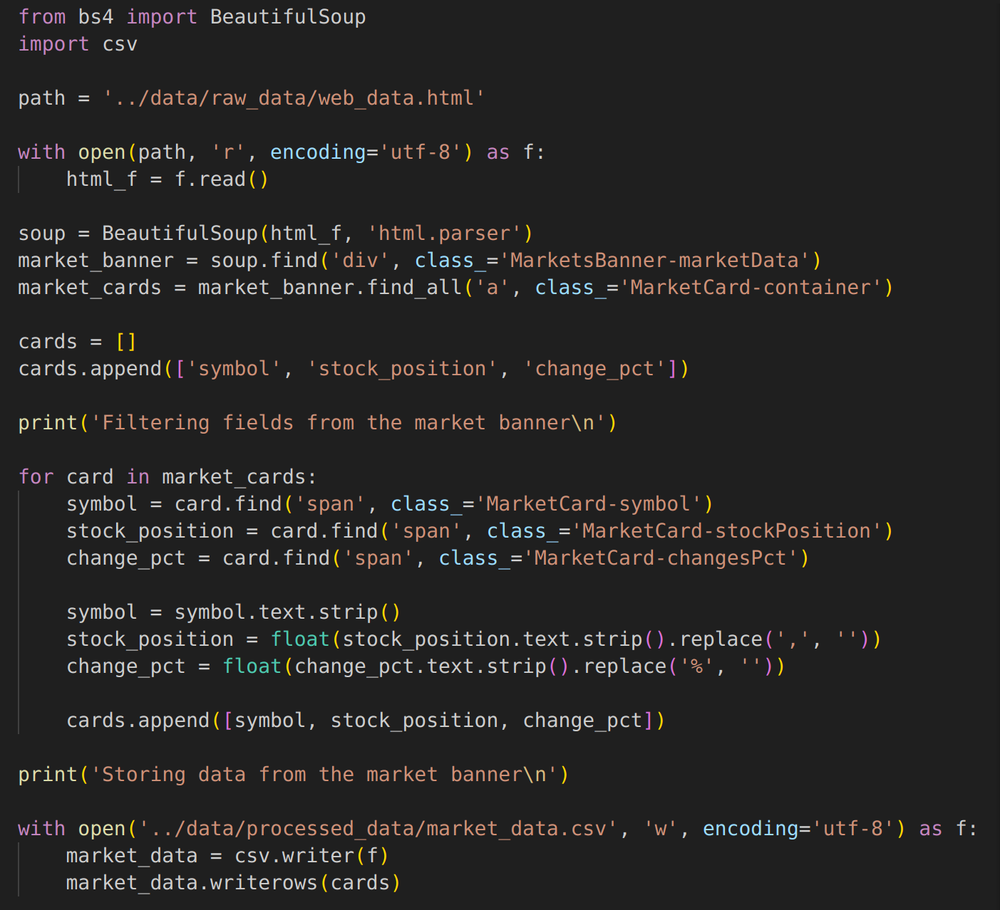 from bs4 import BeautifulSoup
import csv

path = '../data/raw_data/web_data.html'

with open(path, 'r', encoding='utf-8') as f:
    html_f = f.read()

soup = BeautifulSoup(html_f, 'html.parser')
market_banner = soup.find('div', class_='MarketsBanner-marketData')
market_cards = market_banner.find_all('a', class_='MarketCard-container')

cards = []
cards.append(['symbol', 'stock_position', 'change_pct'])

print('Filtering fields from the market banner\n')

for card in market_cards:
    symbol = card.find('span', class_='MarketCard-symbol')
    stock_position = card.find('span', class_='MarketCard-stockPosition')
    change_pct = card.find('span', class_='MarketCard-changesPct')

    symbol = symbol.text.strip()
    stock_position = float(stock_position.text.strip().replace(',', ''))
    change_pct = float(change_pct.text.strip().replace('%', ''))

    cards.append([symbol, stock_position, change_pct])

print('Storing data from the market banner\n')

with open('../data/processed_data/market_data.csv', 'w', encoding='utf-8') as f:
    market_data = csv.writer(f)
    market_data.writerows(cards)